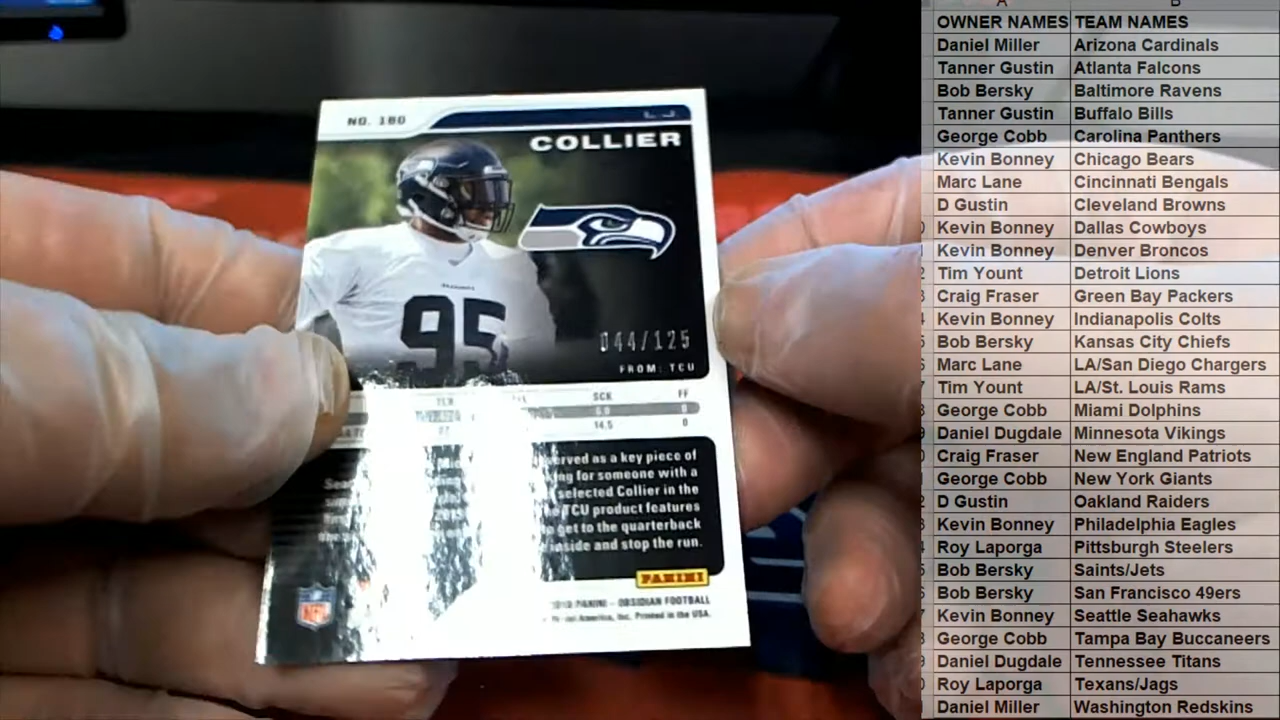 NO. 180
COLLIER
SEAHAWKS
95
044/125
FROM: TCU
SCK FF
0
14.5 0
served as a key piece of
for someone with a
selected Collier in the
TCU product features
get to the quarterback
inside and stop the run.
PANINI
NFL
PANINI - OBSIDIAN FOOTBALL
America, Inc. Printed in the USA.
A B
OWNER NAMES TEAM NAMES
Daniel Miller Arizona Cardinals
Tanner Gustin Atlanta Falcons
Bob Bersky Baltimore Ravens
Tanner Gustin Buffalo Bills
George Cobb Carolina Panthers
Kevin Bonney Chicago Bears
Marc Lane Cincinnati Bengals
D Gustin Cleveland Browns
Kevin Bonney Dallas Cowboys
Kevin Bonney Denver Broncos
Tim Yount Detroit Lions
Craig Fraser Green Bay Packers
Kevin Bonney Indianapolis Colts
Bob Bersky Kansas City Chiefs
Marc Lane LA/San Diego Chargers
Tim Yount LA/St. Louis Rams
George Cobb Miami Dolphins
Daniel Dugdale Minnesota Vikings
Craig Fraser New England Patriots
George Cobb New York Giants
D Gustin Oakland Raiders
Kevin Bonney Philadelphia Eagles
Roy Laporga Pittsburgh Steelers
Bob Bersky Saints/Jets
Bob Bersky San Francisco 49ers
Kevin Bonney Seattle Seahawks
George Cobb Tampa Bay Buccaneers
Daniel Dugdale Tennessee Titans
Roy Laporga Texans/Jags
Daniel Miller Washington Redskins